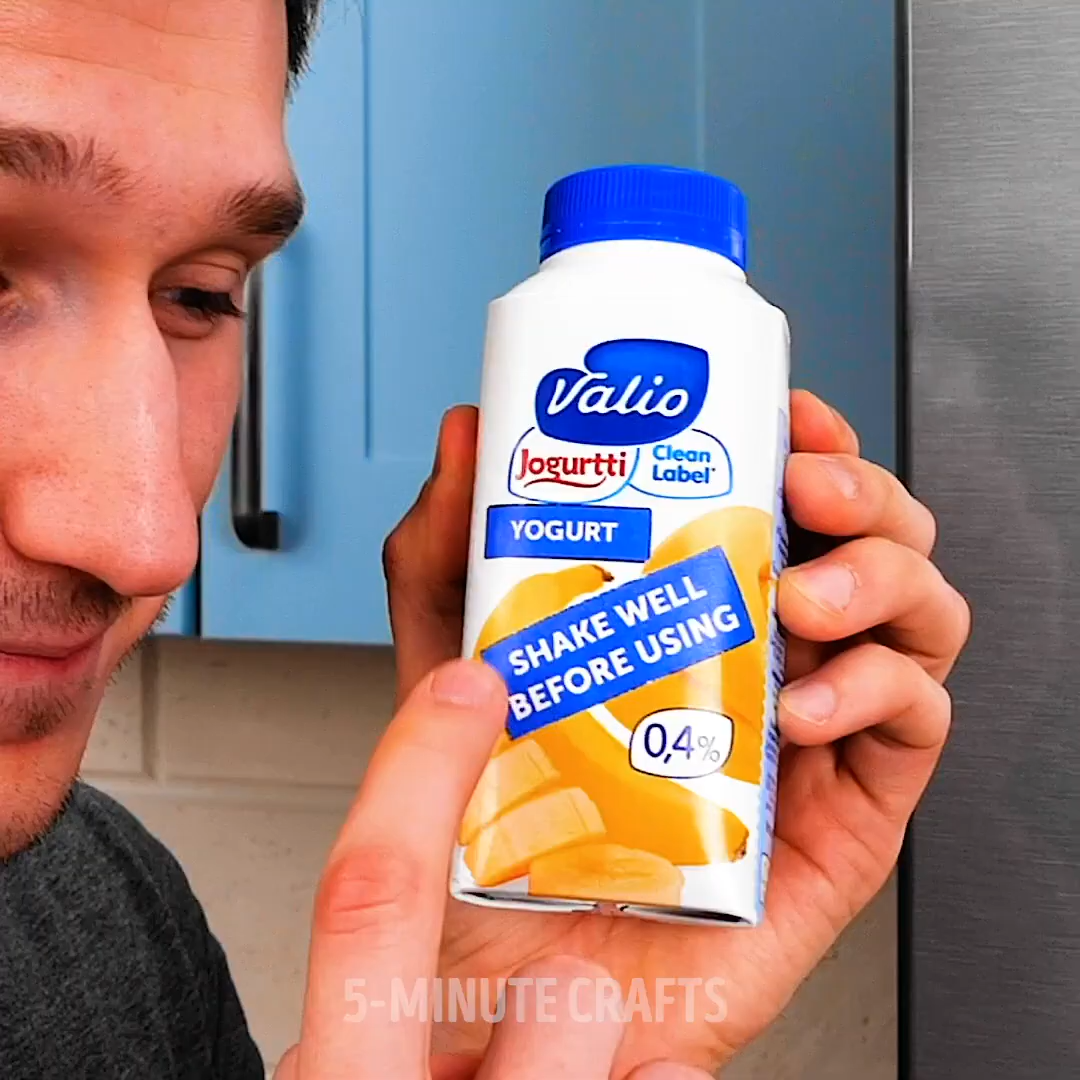 Valio
Jogurtti
Clean
Label*
YOGURT
SHAKE WELL
BEFORE USING
0,4%
5-MINUTE CRAFTS